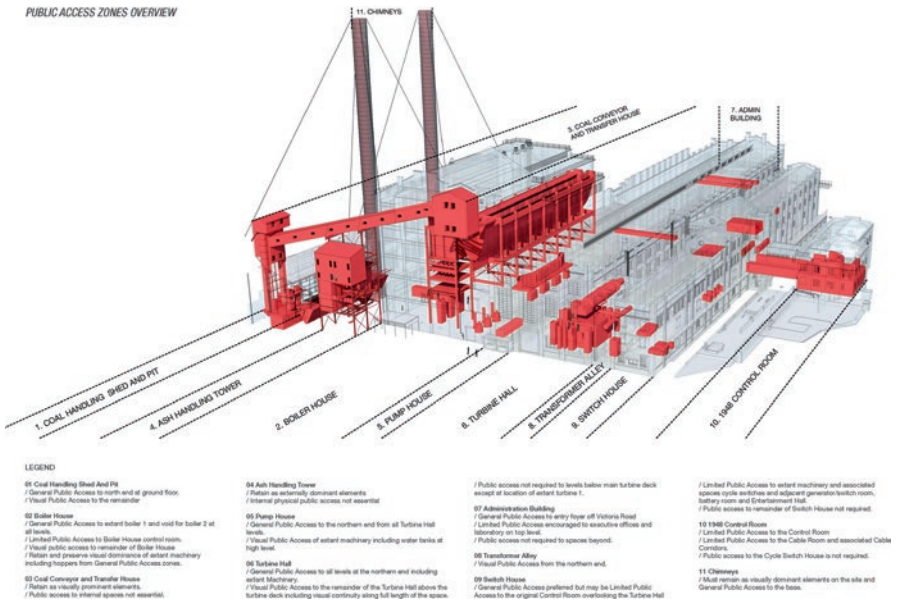 PUBLIC ACCESS ZONES OVERVIEW
11. CHIMNEYS
3. COAL CONVEYOR
AND TRANSFER HOUSE
7. ADMIN
BUILDING
1. COAL HANDLING SHED AND PIT
4. ASH HANDLING TOWER
2. BOILER HOUSE
5. PUMP HOUSE
6. TURBINE HALL
8. TRANSFORMER ALLEY
9. SWITCH HOUSE
10. 1948 CONTROL ROOM
LEGEND
01 Coal Handling Shed And Pit
/ General Public Access to north end at ground floor.
/ Visual Public Access to the remainder
02 Boiler House
/ General Public Access to extant boiler 1 and void for boiler 2 at
all levels.
/ Limited Public Access to Boiler House control room.
/ Visual public access to remainder of Boiler House
/ Retain and preserve visual dominance of extant machinery
including hoppers from General Public Access zones.
03 Coal Conveyor and Transfer House
/ Retain as visually prominent elements.
/ Public access to internal spaces not essential.
04 Ash Handling Tower
/ Retain as externally dominant elements
/ Internal physical public access not essential
05 Pump House
/ General Public Access to the northern end from all Turbine Hall
levels.
/ Visual Public Access of extant machinery including water tanks at
high level.
06 Turbine Hall
/ General Public Access to all levels at the northern end including
extant Machinery.
/ Visual Public Access to the remainder of the Turbine Hall above the
turbine deck including visual continuity along full length of the space.
/ Public access not required to levels below main turbine deck
except at location of extant turbine 1.
07 Administration Building
/ General Public Access to entry foyer off Victoria Road
/ Limited Public Access encouraged to executive offices and
laboratory on top level.
/ Public access not required to spaces beyond.
08 Transformer Alley
/ Visual Public Access from the northern end.
09 Switch House
/ General Public Access preferred but may be Limited Public
Access to the original Control Room overlooking the Turbine Hall
/ Limited Public Access to extant machinery and associated
spaces cycle switches and adjacent generator/switch room,
battery room and Entertainment Hall.
/ Public access to remainder of Switch House not required.
10 1948 Control Room
/ Limited Public Access to the Control Room
/ Limited Public Access to the Cable Room and associated Cable
Corridors.
/ Public access to the Cycle Switch House is not required.
11 Chimneys
/ Must remain as visually dominant elements on the site and
General Public Access to the base.